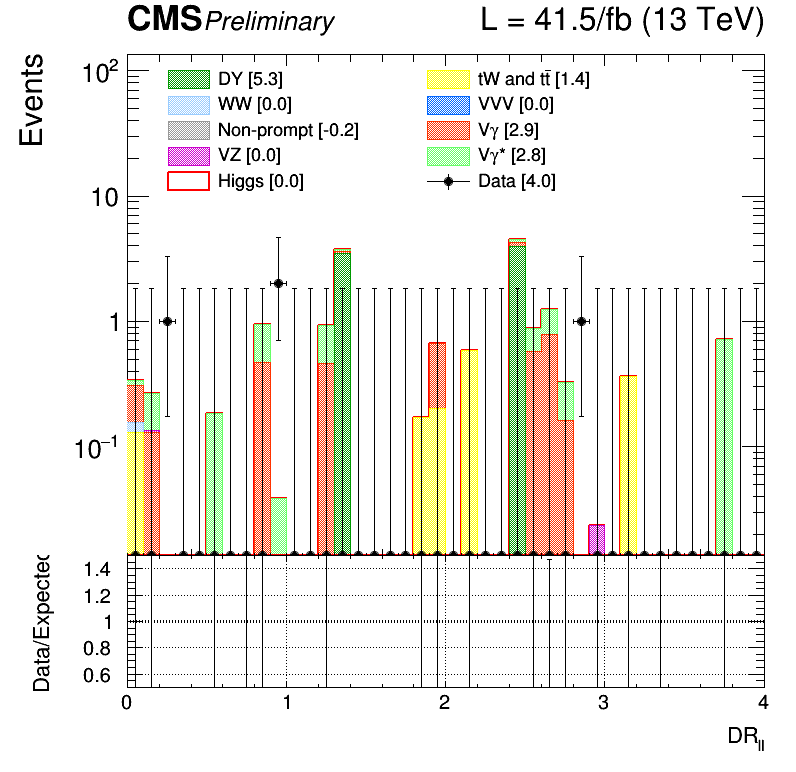 CMS Preliminary L = 41.5/fb (13 TeV)
Events
10²
10
1
10⁻¹
DY [5.3]
WW [0.0]
Non-prompt [-0.2]
VZ [0.0]
Higgs [0.0]
tW and tt̄ [1.4]
VVV [0.0]
Vγ [2.9]
Vγ* [2.8]
Data [4.0]
Data/Expected
1.4
1.2
1
0.8
0.6
0 1 2 3 4
DR_ll